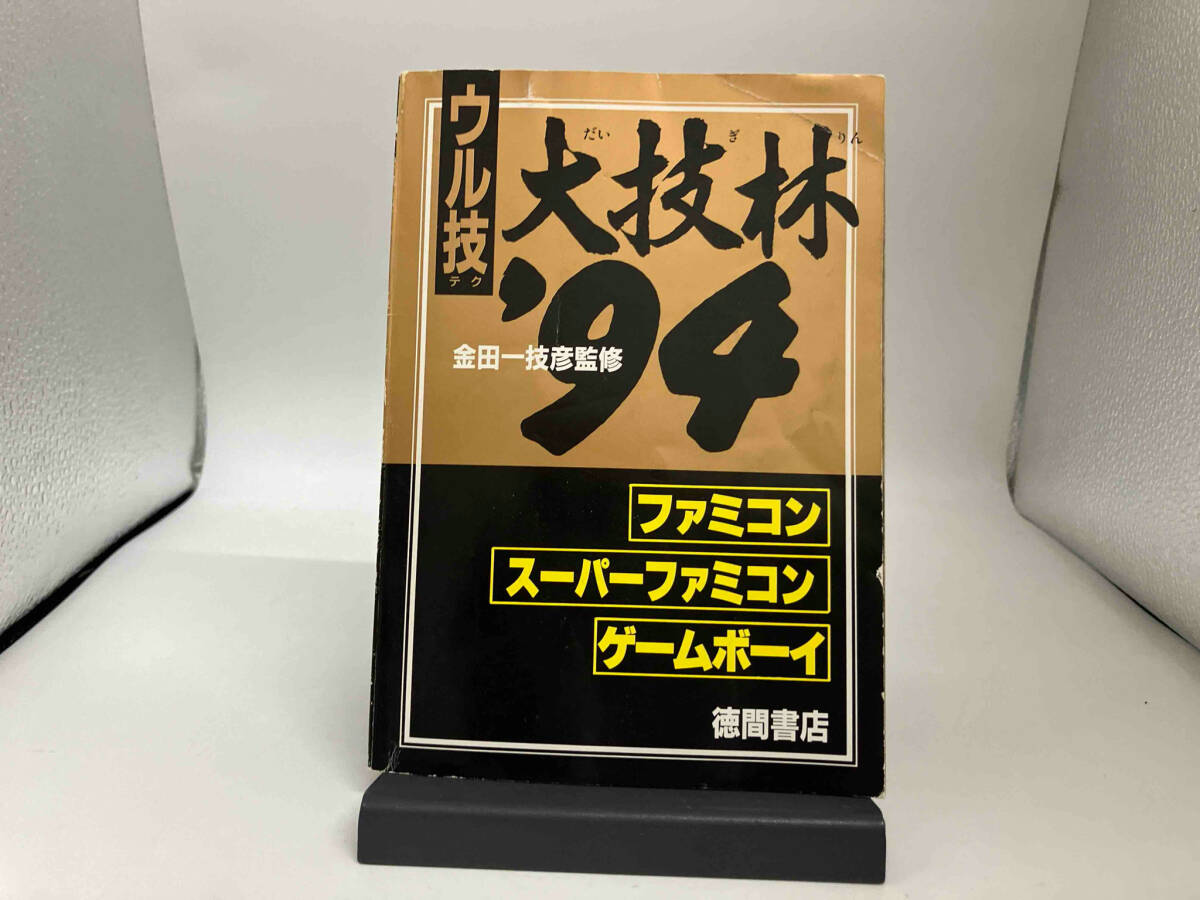 ウル技
テク
だい ぎ りん
大技林
'94
金田一技彦監修
ファミコン
スーパーファミコン
ゲームボーイ
徳間書店